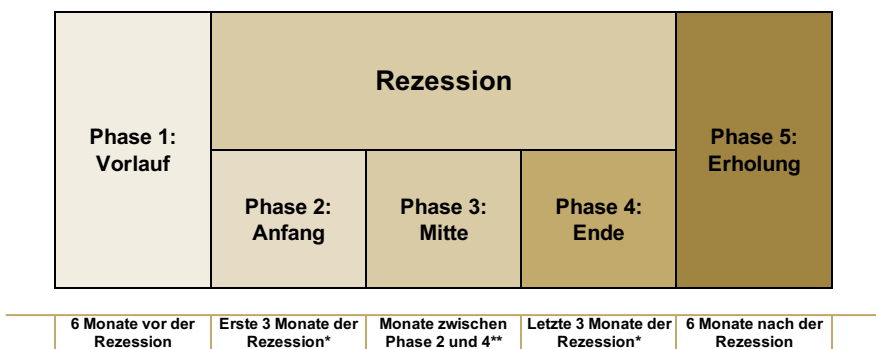 Rezession
Phase 1:
Vorlauf
Phase 2:
Anfang
Phase 3:
Mitte
Phase 4:
Ende
Phase 5:
Erholung
6 Monate vor der
Rezession
Erste 3 Monate der
Rezession*
Monate zwischen
Phase 2 und 4**
Letzte 3 Monate der
Rezession*
6 Monate nach der
Rezession